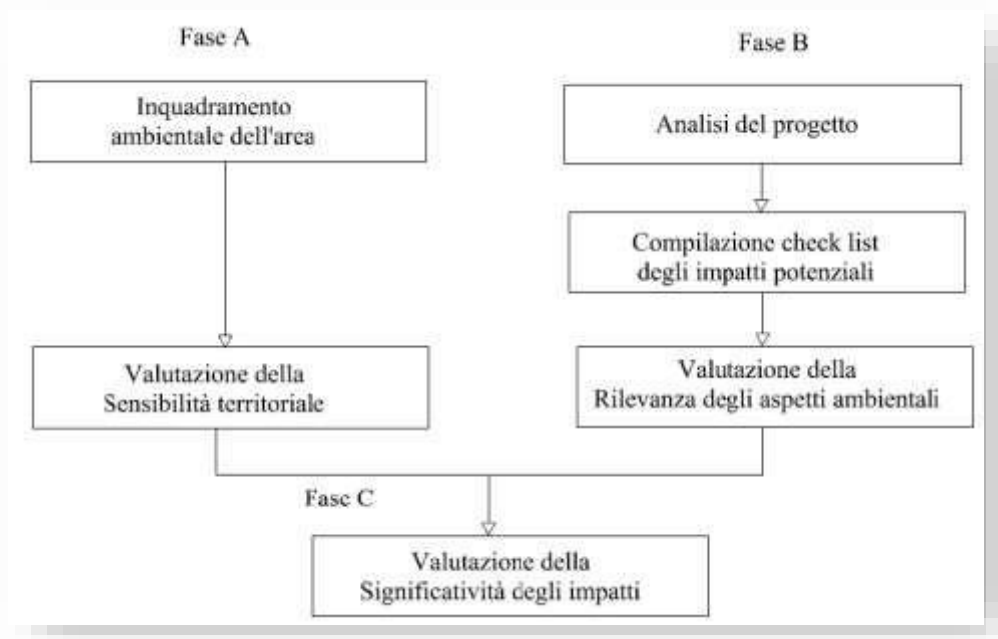 Fase A
Inquadramento
ambientale dell'area
Valutazione della
Sensibilità territoriale
Fase B
Analisi del progetto
Compilazione check list
degli impatti potenziali
Valutazione della
Rilevanza degli aspetti ambientali
Fase C
Valutazione della
Significatività degli impatti